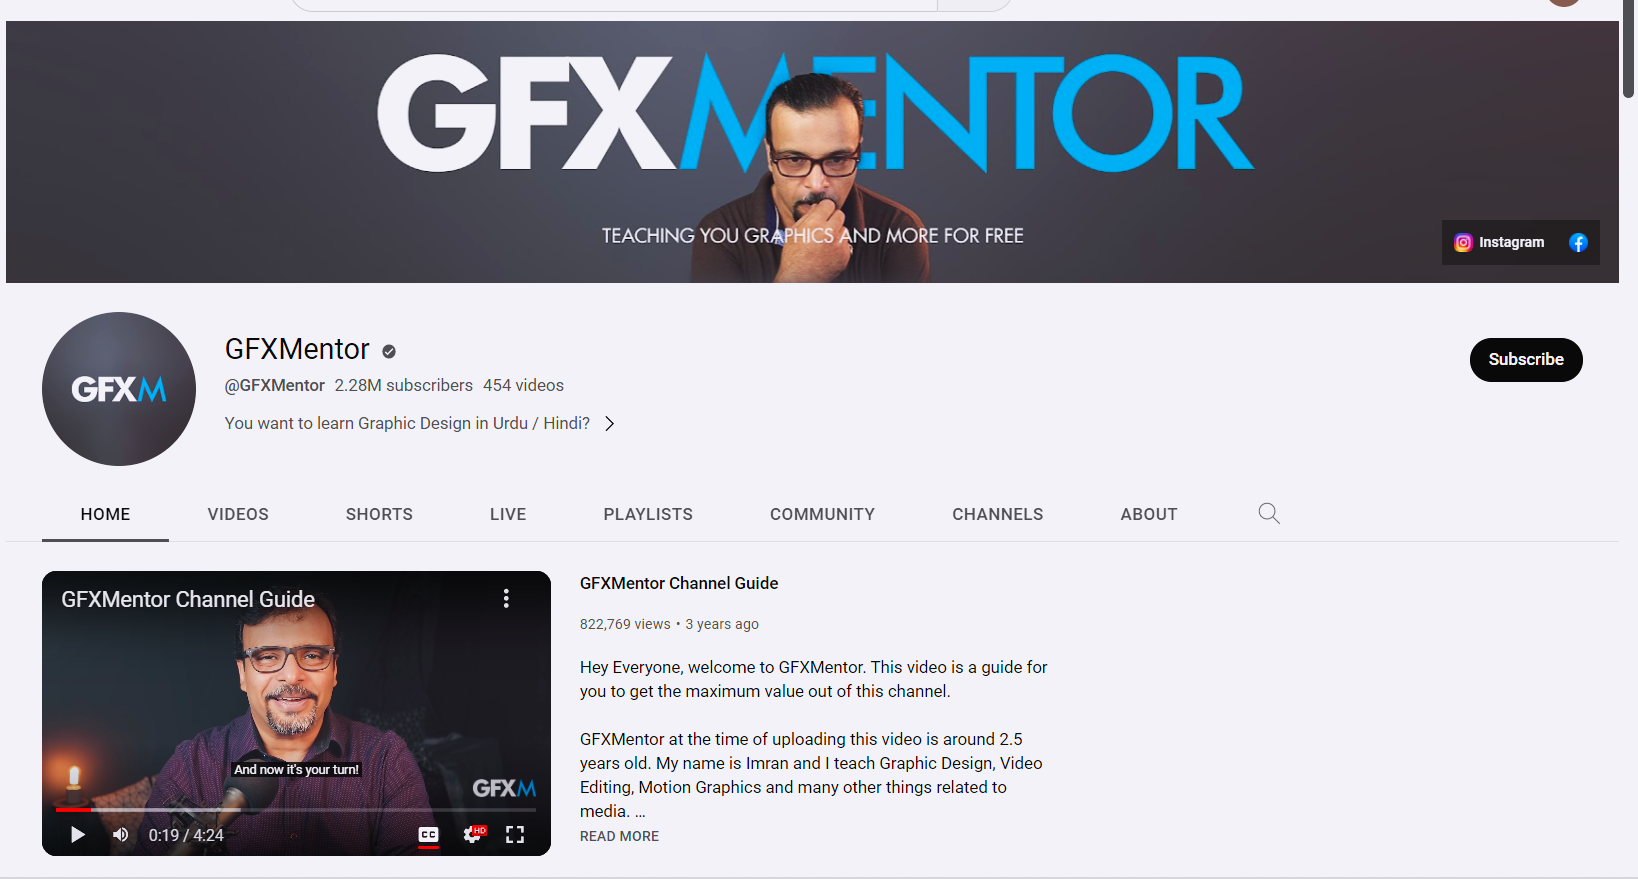 GFXMENTOR
TEACHING YOU GRAPHICS AND MORE FOR FREE
Instagram
GFXM
GFXMentor
@GFXMentor 2.28M subscribers 454 videos
You want to learn Graphic Design in Urdu / Hindi?
Subscribe
HOME VIDEOS SHORTS LIVE PLAYLISTS COMMUNITY CHANNELS ABOUT
GFXMentor Channel Guide
And now it's your turn!
GFXM
0:19 / 4:24
CC
HD
GFXMentor Channel Guide
822,769 views • 3 years ago
Hey Everyone, welcome to GFXMentor. This video is a guide for
you to get the maximum value out of this channel.
GFXMentor at the time of uploading this video is around 2.5
years old. My name is Imran and I teach Graphic Design, Video
Editing, Motion Graphics and many other things related to
media. ...
READ MORE